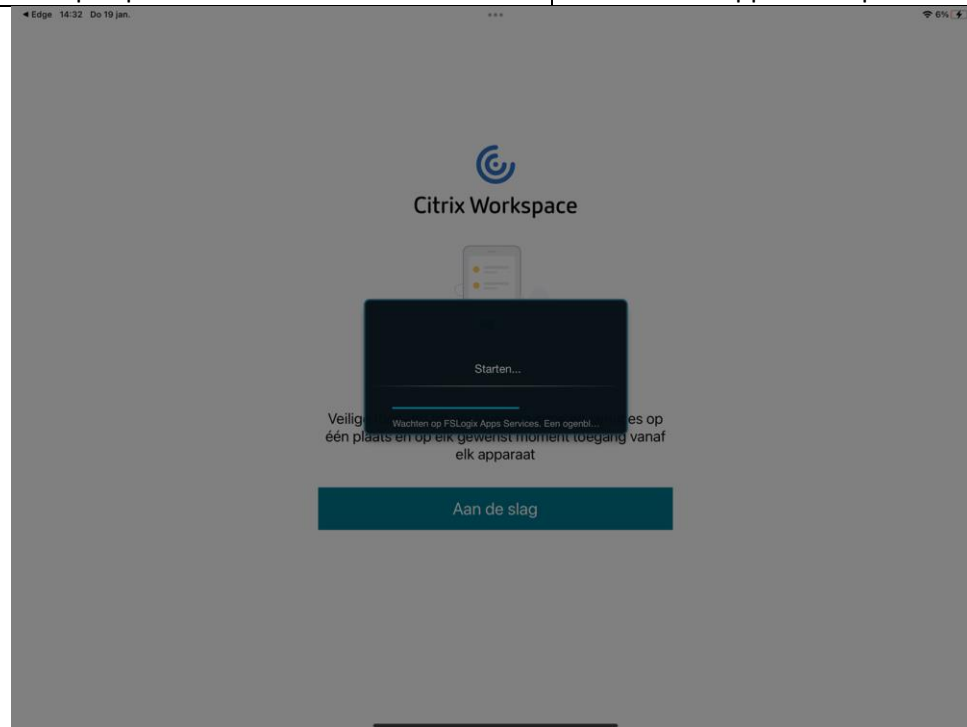 Edge 14:32 Do 19 jan.
6%
Citrix Workspace
Starten...
Wachten op FSLogix Apps Services. Een ogenbl...
Veilig es op
één plaats en op elk gewenst moment toegang vanaf
elk apparaat
Aan de slag